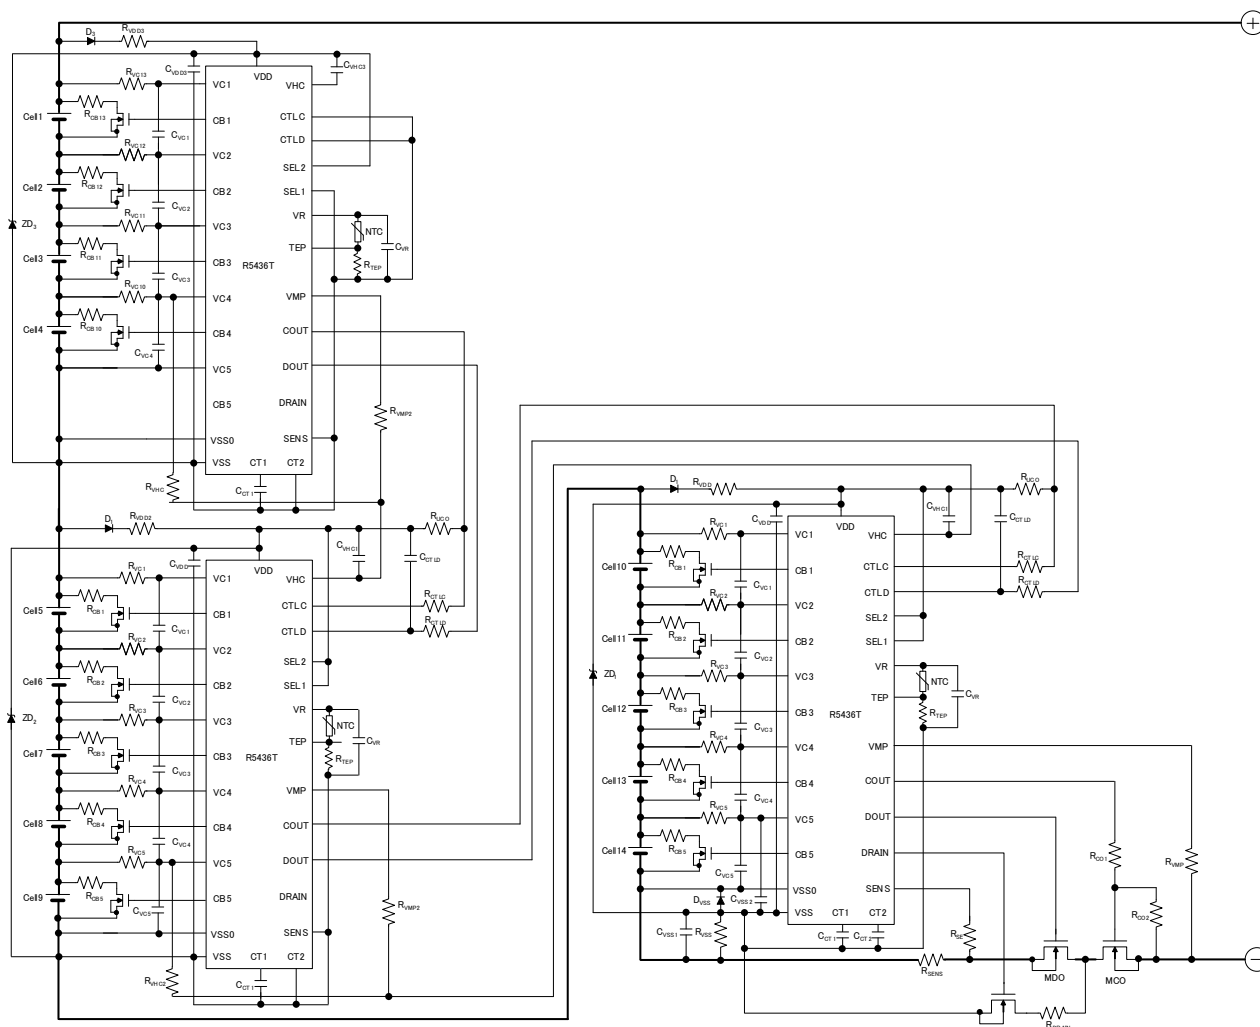 D3 RVDD3
+
CVDD3 VDD CVHC3
RVC13 VC1 VHC
Cell1 RCB13 CB1 CTLC
CVC1 CTLD
RVC12 VC2
SEL2
Cell2 RCB12 CB2 SEL1
CVC2 VR
ZD3 RVC11 VC3 NTC
TEP CVR
Cell3 RCB11 CB3 R5436T RTEP
CVC3
RVC10 VC4 VMP
Cell4 RCB10 CB4 COUT
CVC4
VC5 DOUT
CB5 DRAIN
RVMP2
VSS0 SENS
VSS CT1 CT2
RVHC CCT1
RVDD2 RUCO
CVDD CVHC1 CCTLD
VDD
RVC1 VC1 VHC
Cell5 RCB1 CB1 CTLC RCTLC
CVC1 CTLD RCTLD
RVC2 VC2
SEL2
Cell6 RCB2 CB2 SEL1
CVC2 VR
ZD2 RVC3 VC3 NTC
TEP CVR
Cell7 RCB3 CB3 R5436T RTEP
CVC3
RVC4 VC4 VMP
Cell8 RCB4 CB4 COUT
CVC4
RVC5 VC5 DOUT
Cell9 RCB5 CB5 DRAIN
CVC5 RVMP2
VSS0 SENS
VSS CT1 CT2
RVHC2 CCT1
RVDD RUCO
CVDD CVHC1 CCTLD
VDD
RVC1 VC1 VHC
Cell10 RCB1 CB1 CTLC RCTLC
CVC1 CTLD RCTLD
RVC2 VC2
SEL2
Cell11 RCB2 CB2 SEL1
CVC2 VR
ZD1 RVC3 VC3 NTC
TEP CVR
Cell12 RCB3 CB3 R5436T RTEP
CVC3
RVC4 VC4 VMP
Cell13 RCB4 CB4 COUT
CVC4
RVC5 VC5 DOUT
Cell14 RCB5 CB5 DRAIN RCO1 RVMP
CVC5
VSS0 SENS
DVSS CVSS2 VSS CT1 CT2 RCO2
CVSS1 RVSS CCT1 CCT2 RSE
−
RSENS MDO MCO